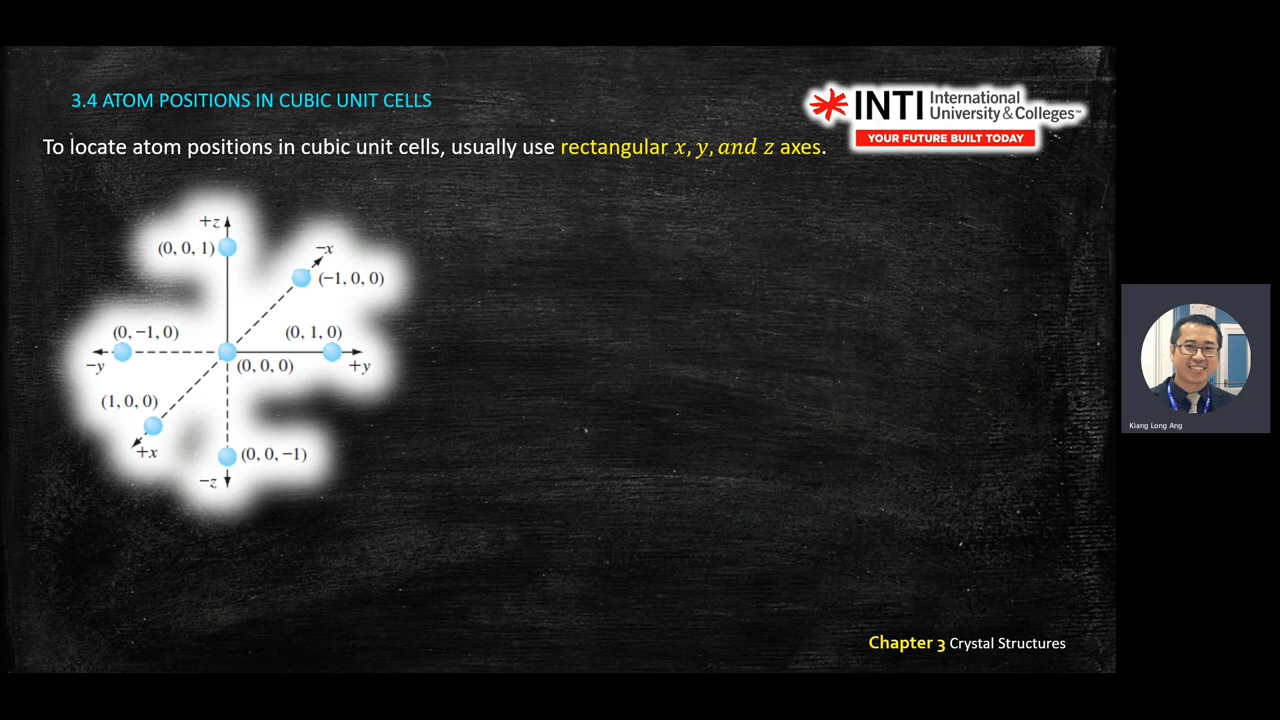 3.4 ATOM POSITIONS IN CUBIC UNIT CELLS
INTI International
University & Colleges™
YOUR FUTURE BUILT TODAY
To locate atom positions in cubic unit cells, usually use rectangular x, y, and z axes.
+z
(0, 0, 1)
−x
(−1, 0, 0)
(0, −1, 0)
(0, 1, 0)
−y
(0, 0, 0)
+y
(1, 0, 0)
+x
(0, 0, −1)
−z
Kiang Long Ang
Chapter 3 Crystal Structures